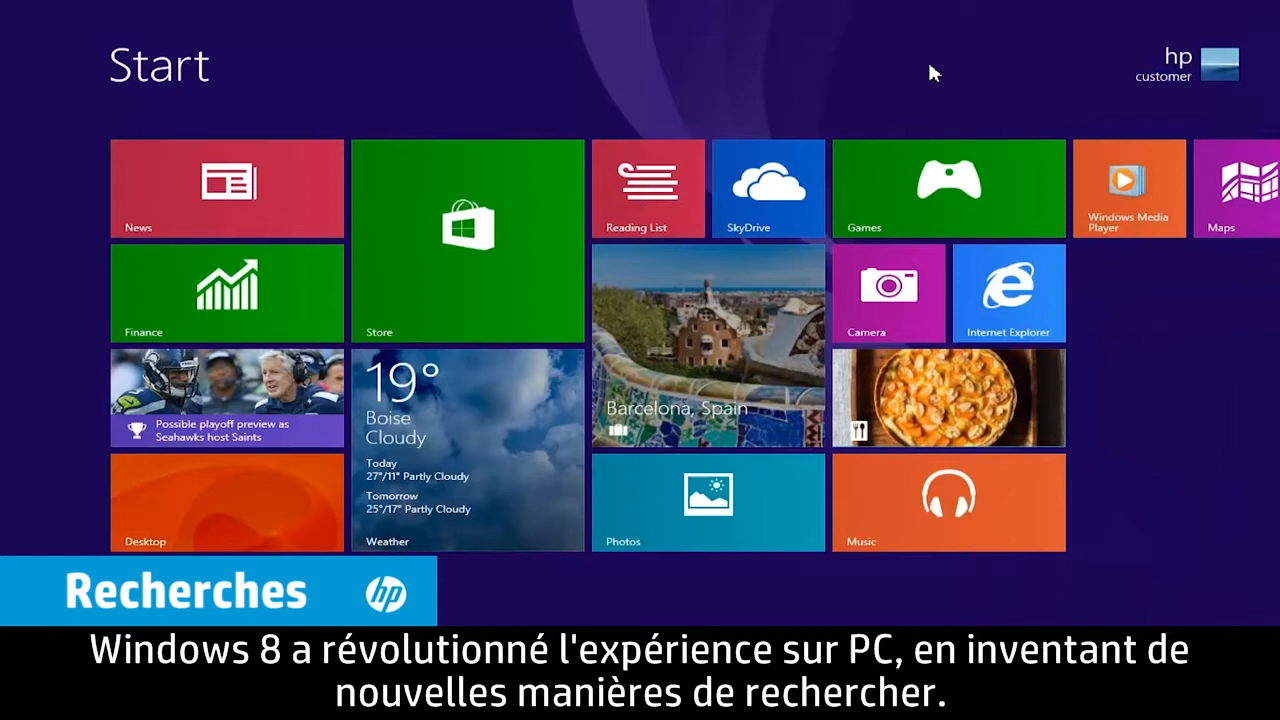 Start
hp
customer
News
Reading List
SkyDrive
Games
Windows Media
Player
Maps
Finance
Store
Camera
Internet Explorer
Possible playoff preview as
Seahawks host Saints
19°
Boise
Cloudy
Today
27°/11° Partly Cloudy
Tomorrow
25°/17° Partly Cloudy
Weather
Barcelona, Spain
Desktop
Photos
Music
Recherches
hp
Windows 8 a révolutionné l'expérience sur PC, en inventant de
nouvelles manières de rechercher.